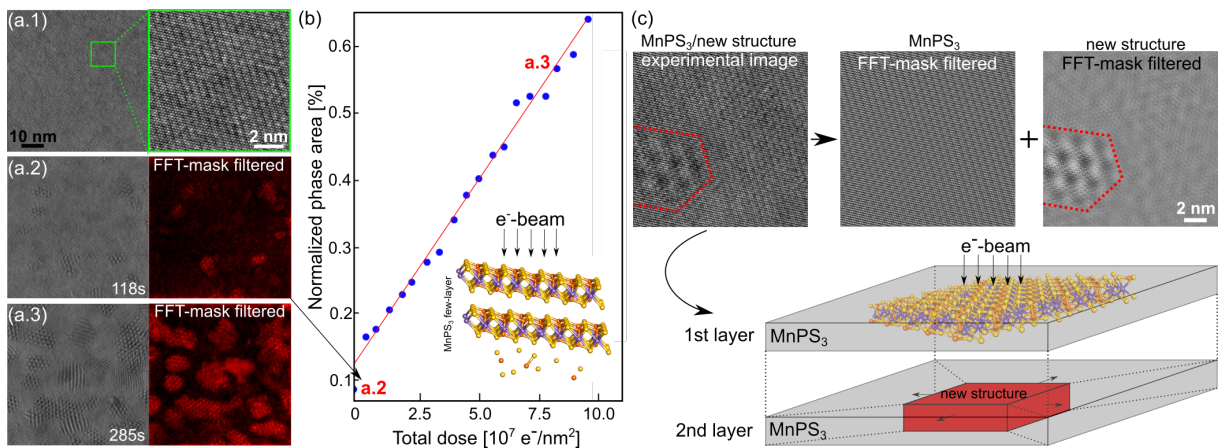 (a.1)
10 nm
2 nm
(a.2)
FFT-mask filtered
118s
(a.3)
FFT-mask filtered
285s
(b)
Normalized phase area [%]
0.6
0.5
0.4
0.3
0.2
0.1
a.3
a.2
e⁻-beam
MnPS₃ few-layer
0 2.5 5.0 7.5 10.0
Total dose [10⁷ e⁻/nm²]
(c)
MnPS₃/new structure
experimental image
MnPS₃
FFT-mask filtered
+
new structure
FFT-mask filtered
2 nm
e⁻-beam
1st layer
MnPS₃
new structure
2nd layer
MnPS₃